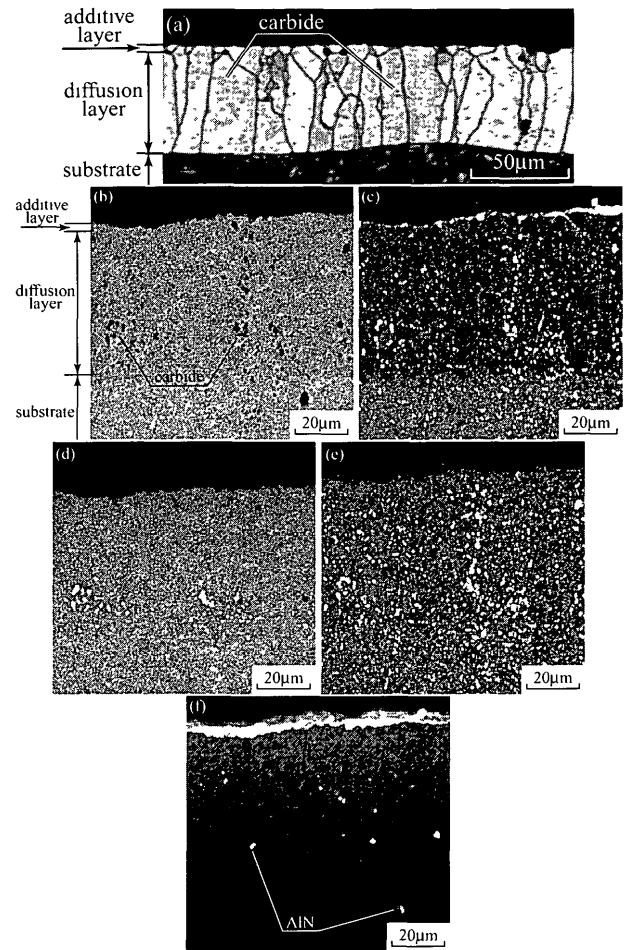 additive
layer
(a)
carbide
diffusion
layer
substrate
50μm
(b)
(c)
additive
layer
diffusion
layer
carbide
substrate
20μm
20μm
(d)
(e)
20μm
20μm
(f)
AlN
20μm